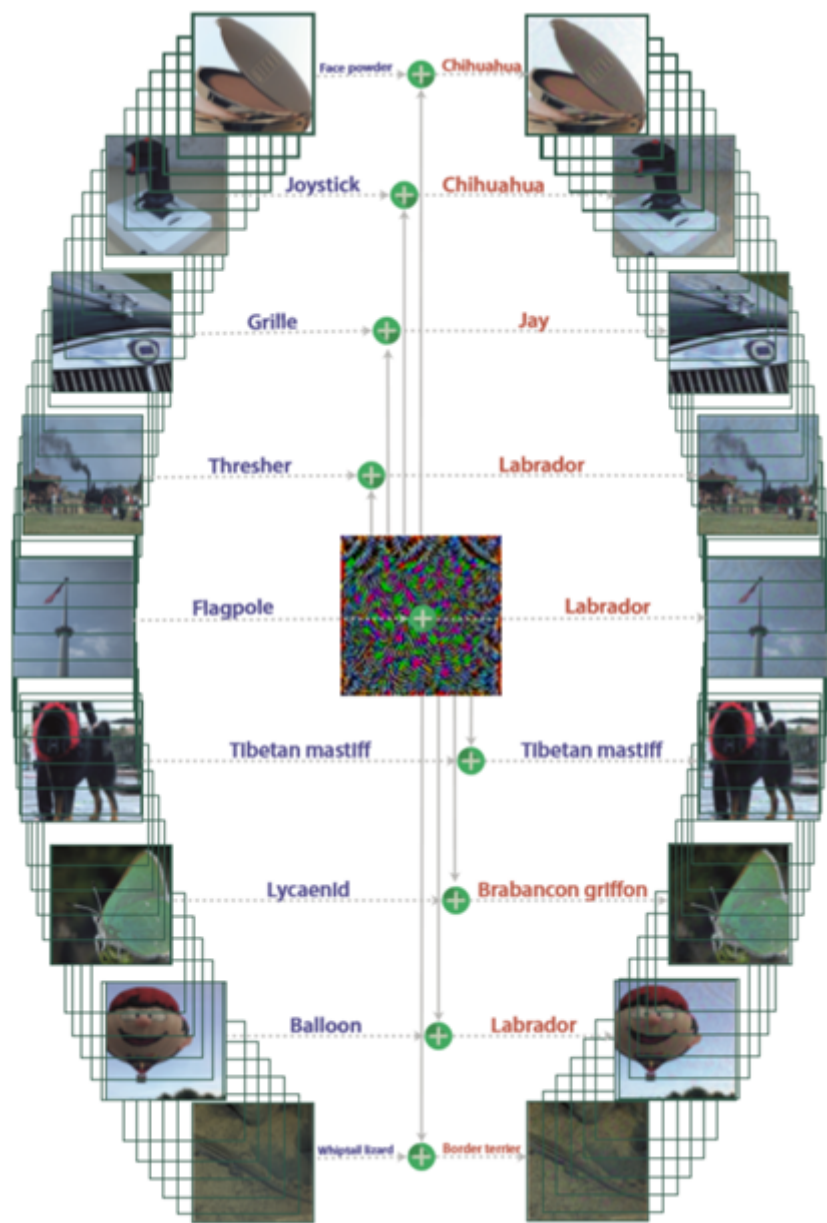 Face powder Chihuahua
Joystick Chihuahua
Grille Jay
Thresher Labrador
Flagpole Labrador
Tibetan mastiff Tibetan mastiff
Lycaenid Brabancon griffon
Balloon Labrador
Whiptail lizard Border terrier